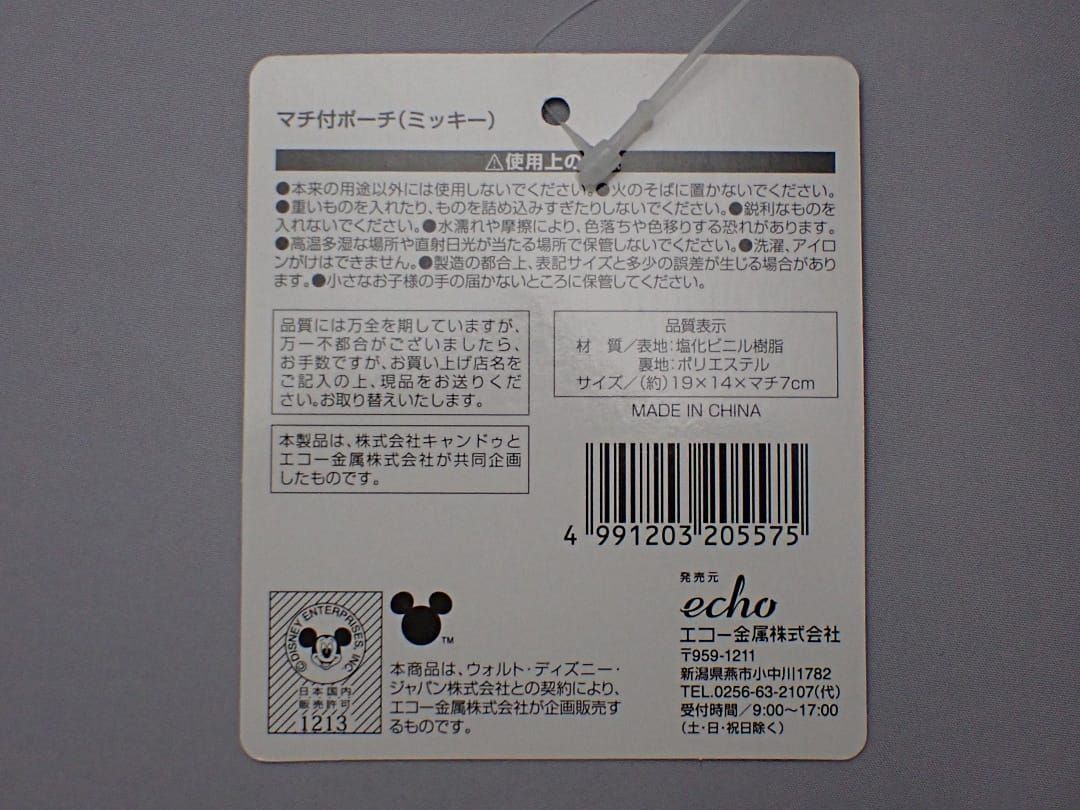 マチ付ポーチ(ミッキー)
⚠使用上の
●本来の用途以外には使用しないでください。●火のそばに置かないでください。
●重いものを入れたり、ものを詰め込みすぎたりしないでください。●鋭利なものを
入れないでください。●水濡れや摩擦により、色落ちや色移りする恐れがあります。
●高温多湿な場所や直射日光が当たる場所で保管しないでください。●洗濯、アイロ
ンがけはできません。●製造の都合上、表記サイズと多少の誤差が生じる場合があり
ます。●小さなお子様の手の届かないところに保管してください。
品質には万全を期していますが、
万一不都合がございましたら、
お手数ですが、お買い上げ店名を
ご記入の上、現品をお送りくだ
さい。お取り替えいたします。
本製品は、株式会社キャンドゥと
エコー金属株式会社が共同企画
したものです。
品質表示
材 質/表地:塩化ビニル樹脂
裏地:ポリエステル
サイズ/(約)19×14×マチ7cm
MADE IN CHINA
4 991203 205575
©DISNEY ENTERPRISES, INC
日本国内
販売許可
1213
TM
本商品は、ウォルト・ディズニー・
ジャパン株式会社との契約により、
エコー金属株式会社が企画販売す
るものです。
発売元
echo
エコー金属株式会社
〒959-1211
新潟県燕市小中川1782
TEL.0256-63-2107(代)
受付時間/9:00〜17:00
(土・日・祝日除く)